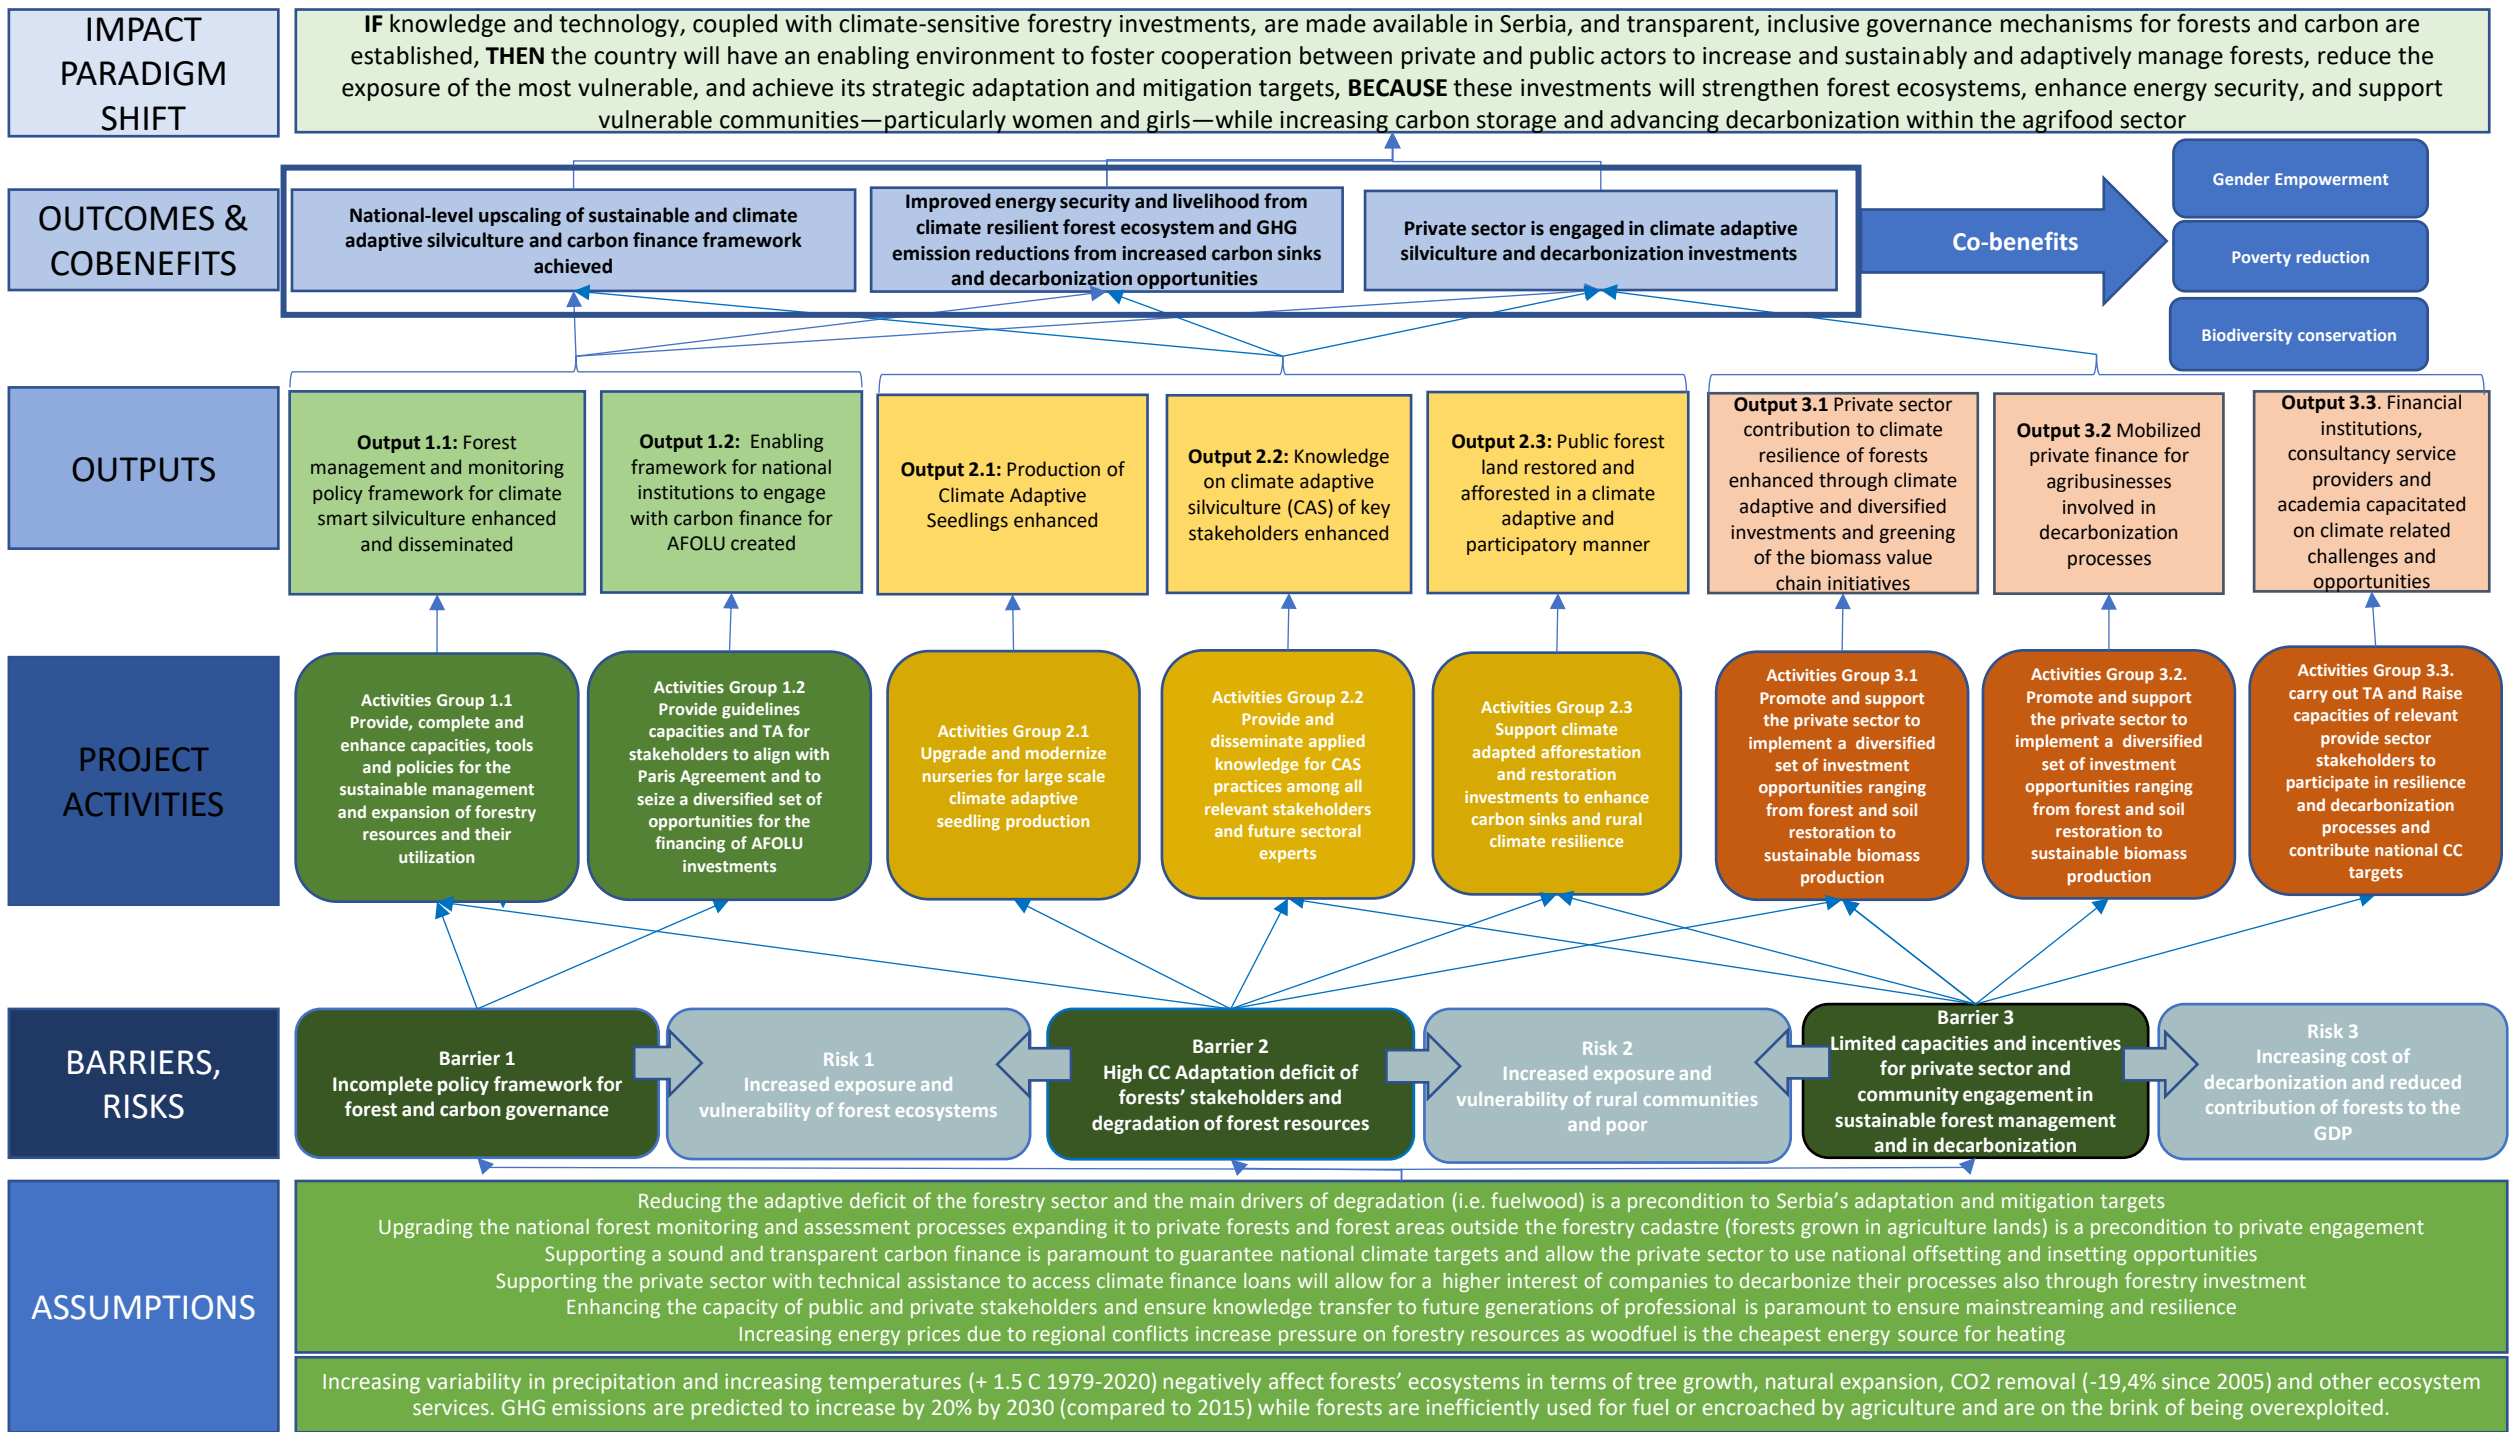 IMPACT
PARADIGM
SHIFT
IF knowledge and technology, coupled with climate-sensitive forestry investments, are made available in Serbia, and transparent, inclusive governance mechanisms for forests and carbon are
established, THEN the country will have an enabling environment to foster cooperation between private and public actors to increase and sustainably and adaptively manage forests, reduce the
exposure of the most vulnerable, and achieve its strategic adaptation and mitigation targets, BECAUSE these investments will strengthen forest ecosystems, enhance energy security, and support
vulnerable communities—particularly women and girls—while increasing carbon storage and advancing decarbonization within the agrifood sector
OUTCOMES &
COBENEFITS
National-level upscaling of sustainable and climate
adaptive silviculture and carbon finance framework
achieved
Improved energy security and livelihood from
climate resilient forest ecosystem and GHG
emission reductions from increased carbon sinks
and decarbonization opportunities
Private sector is engaged in climate adaptive
silviculture and decarbonization investments
Co-benefits
Gender Empowerment
Poverty reduction
Biodiversity conservation
OUTPUTS
Output 1.1: Forest
management and monitoring
policy framework for climate
smart silviculture enhanced
and disseminated
Output 1.2: Enabling
framework for national
institutions to engage
with carbon finance for
AFOLU created
Output 2.1: Production of
Climate Adaptive
Seedlings enhanced
Output 2.2: Knowledge
on climate adaptive
silviculture (CAS) of key
stakeholders enhanced
Output 2.3: Public forest
land restored and
afforested in a climate
adaptive and
participatory manner
Output 3.1 Private sector
contribution to climate
resilience of forests
enhanced through climate
adaptive and diversified
investments and greening
of the biomass value
chain initiatives
Output 3.2 Mobilized
private finance for
agribusinesses
involved in
decarbonization
processes
Output 3.3. Financial
institutions,
consultancy service
providers and
academia capacitated
on climate related
challenges and
opportunities
PROJECT
ACTIVITIES
Activities Group 1.1
Provide, complete and
enhance capacities, tools
and policies for the
sustainable management
and expansion of forestry
resources and their
utilization
Activities Group 1.2
Provide guidelines
capacities and TA for
stakeholders to align with
Paris Agreement and to
seize a diversified set of
opportunities for the
financing of AFOLU
investments
Activities Group 2.1
Upgrade and modernize
nurseries for large scale
climate adaptive
seedling production
Activities Group 2.2
Provide and
disseminate applied
knowledge for CAS
practices among all
relevant stakeholders
and future sectoral
experts
Activities Group 2.3
Support climate
adapted afforestation
and restoration
investments to enhance
carbon sinks and rural
climate resilience
Activities Group 3.1
Promote and support
the private sector to
implement a diversified
set of investment
opportunities ranging
from forest and soil
restoration to
sustainable biomass
production
Activities Group 3.2.
Promote and support
the private sector to
implement a diversified
set of investment
opportunities ranging
from forest and soil
restoration to
sustainable biomass
production
Activities Group 3.3.
carry out TA and Raise
capacities of relevant
provide sector
stakeholders to
participate in resilience
and decarbonization
processes and
contribute national CC
targets
BARRIERS,
RISKS
Barrier 1
Incomplete policy framework for
forest and carbon governance
Risk 1
Increased exposure and
vulnerability of forest ecosystems
Barrier 2
High CC Adaptation deficit of
forests’ stakeholders and
degradation of forest resources
Risk 2
Increased exposure and
vulnerability of rural communities
and poor
Barrier 3
Limited capacities and incentives
for private sector and
community engagement in
sustainable forest management
and in decarbonization
Risk 3
Increasing cost of
decarbonization and reduced
contribution of forests to the
GDP
ASSUMPTIONS
Reducing the adaptive deficit of the forestry sector and the main drivers of degradation (i.e. fuelwood) is a precondition to Serbia’s adaptation and mitigation targets
Upgrading the national forest monitoring and assessment processes expanding it to private forests and forest areas outside the forestry cadastre (forests grown in agriculture lands) is a precondition to private engagement
Supporting a sound and transparent carbon finance is paramount to guarantee national climate targets and allow the private sector to use national offsetting and insetting opportunities
Supporting the private sector with technical assistance to access climate finance loans will allow for a higher interest of companies to decarbonize their processes also through forestry investment
Enhancing the capacity of public and private stakeholders and ensure knowledge transfer to future generations of professional is paramount to ensure mainstreaming and resilience
Increasing energy prices due to regional conflicts increase pressure on forestry resources as woodfuel is the cheapest energy source for heating
Increasing variability in precipitation and increasing temperatures (+ 1.5 C 1979-2020) negatively affect forests’ ecosystems in terms of tree growth, natural expansion, CO2 removal (-19,4% since 2005) and other ecosystem
services. GHG emissions are predicted to increase by 20% by 2030 (compared to 2015) while forests are inefficiently used for fuel or encroached by agriculture and are on the brink of being overexploited.